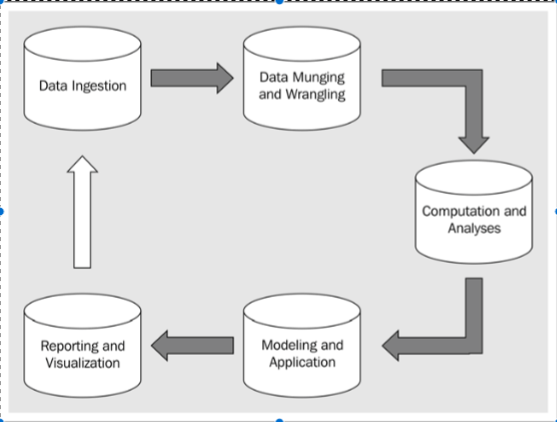 Data Ingestion
Data Munging
and Wrangling
Computation and
Analyses
Modeling and
Application
Reporting and
Visualization